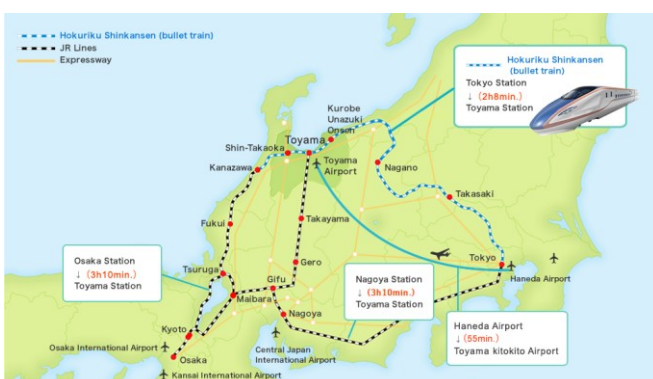 Hokuriku Shinkansen (bullet train)
JR Lines
Expressway
Hokuriku Shinkansen
(bullet train)
Tokyo Station
↓ (2h8min.)
Toyama Station
Kurobe
Unazuki
Onsen
Toyama
Shin-Takaoka
Kanazawa
Toyama
Airport
Nagano
Takasaki
Fukui
Takayama
Osaka Station
↓ (3h10min.)
Toyama Station
Tsuruga
Gero
Gifu
Maibara
Nagoya
Nagoya Station
↓ (3h10min.)
Toyama Station
Tokyo
Haneda Airport
Haneda Airport
↓ (55min.)
Toyama kitokito Airport
Kyoto
Osaka International Airport
Osaka
Central Japan
International Airport
Kansai International Airport